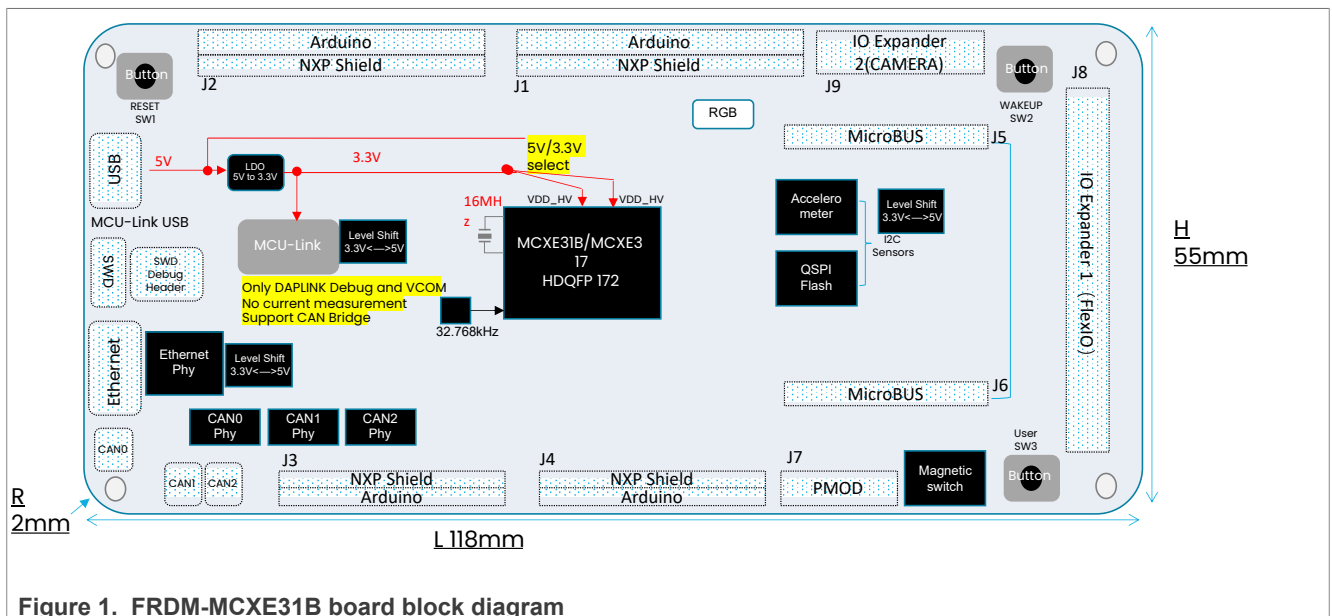 Arduino
NXP Shield
J2
Arduino
NXP Shield
J1
IO Expander
2(CAMERA)
J9
Button
RESET
SW1
Button
WAKEUP
SW2
J8
RGB
MicroBUS
J5
USB
5V
LDO
5V to 3.3V
3.3V
5V/3.3V
select
MCU-Link USB
16MH
z
VDD_HV
VDD_HV
MCXE31B/MCXE3
17
HDQFP 172
Accelero
meter
Level Shift
3.3V<—>5V
I2C
Sensors
QSPI
Flash
IO Expander 1（FlexIO）
H
55mm
MCU-Link
Level Shift
3.3V<—>5V
SWD
SWD
Debug
Header
Only DAPLINK Debug and VCOM
No current measurement
Support CAN Bridge
32.768kHz
Ethernet
Ethernet
Phy
Level Shift
3.3V<—>5V
J6
MicroBUS
CAN0
Phy
CAN1
Phy
CAN2
Phy
CAN0
CAN1
CAN2
J3
NXP Shield
Arduino
J4
NXP Shield
Arduino
J7
PMOD
Magnetic
switch
User
SW3
Button
R
2mm
L 118mm
Figure 1. FRDM-MCXE31B board block diagram